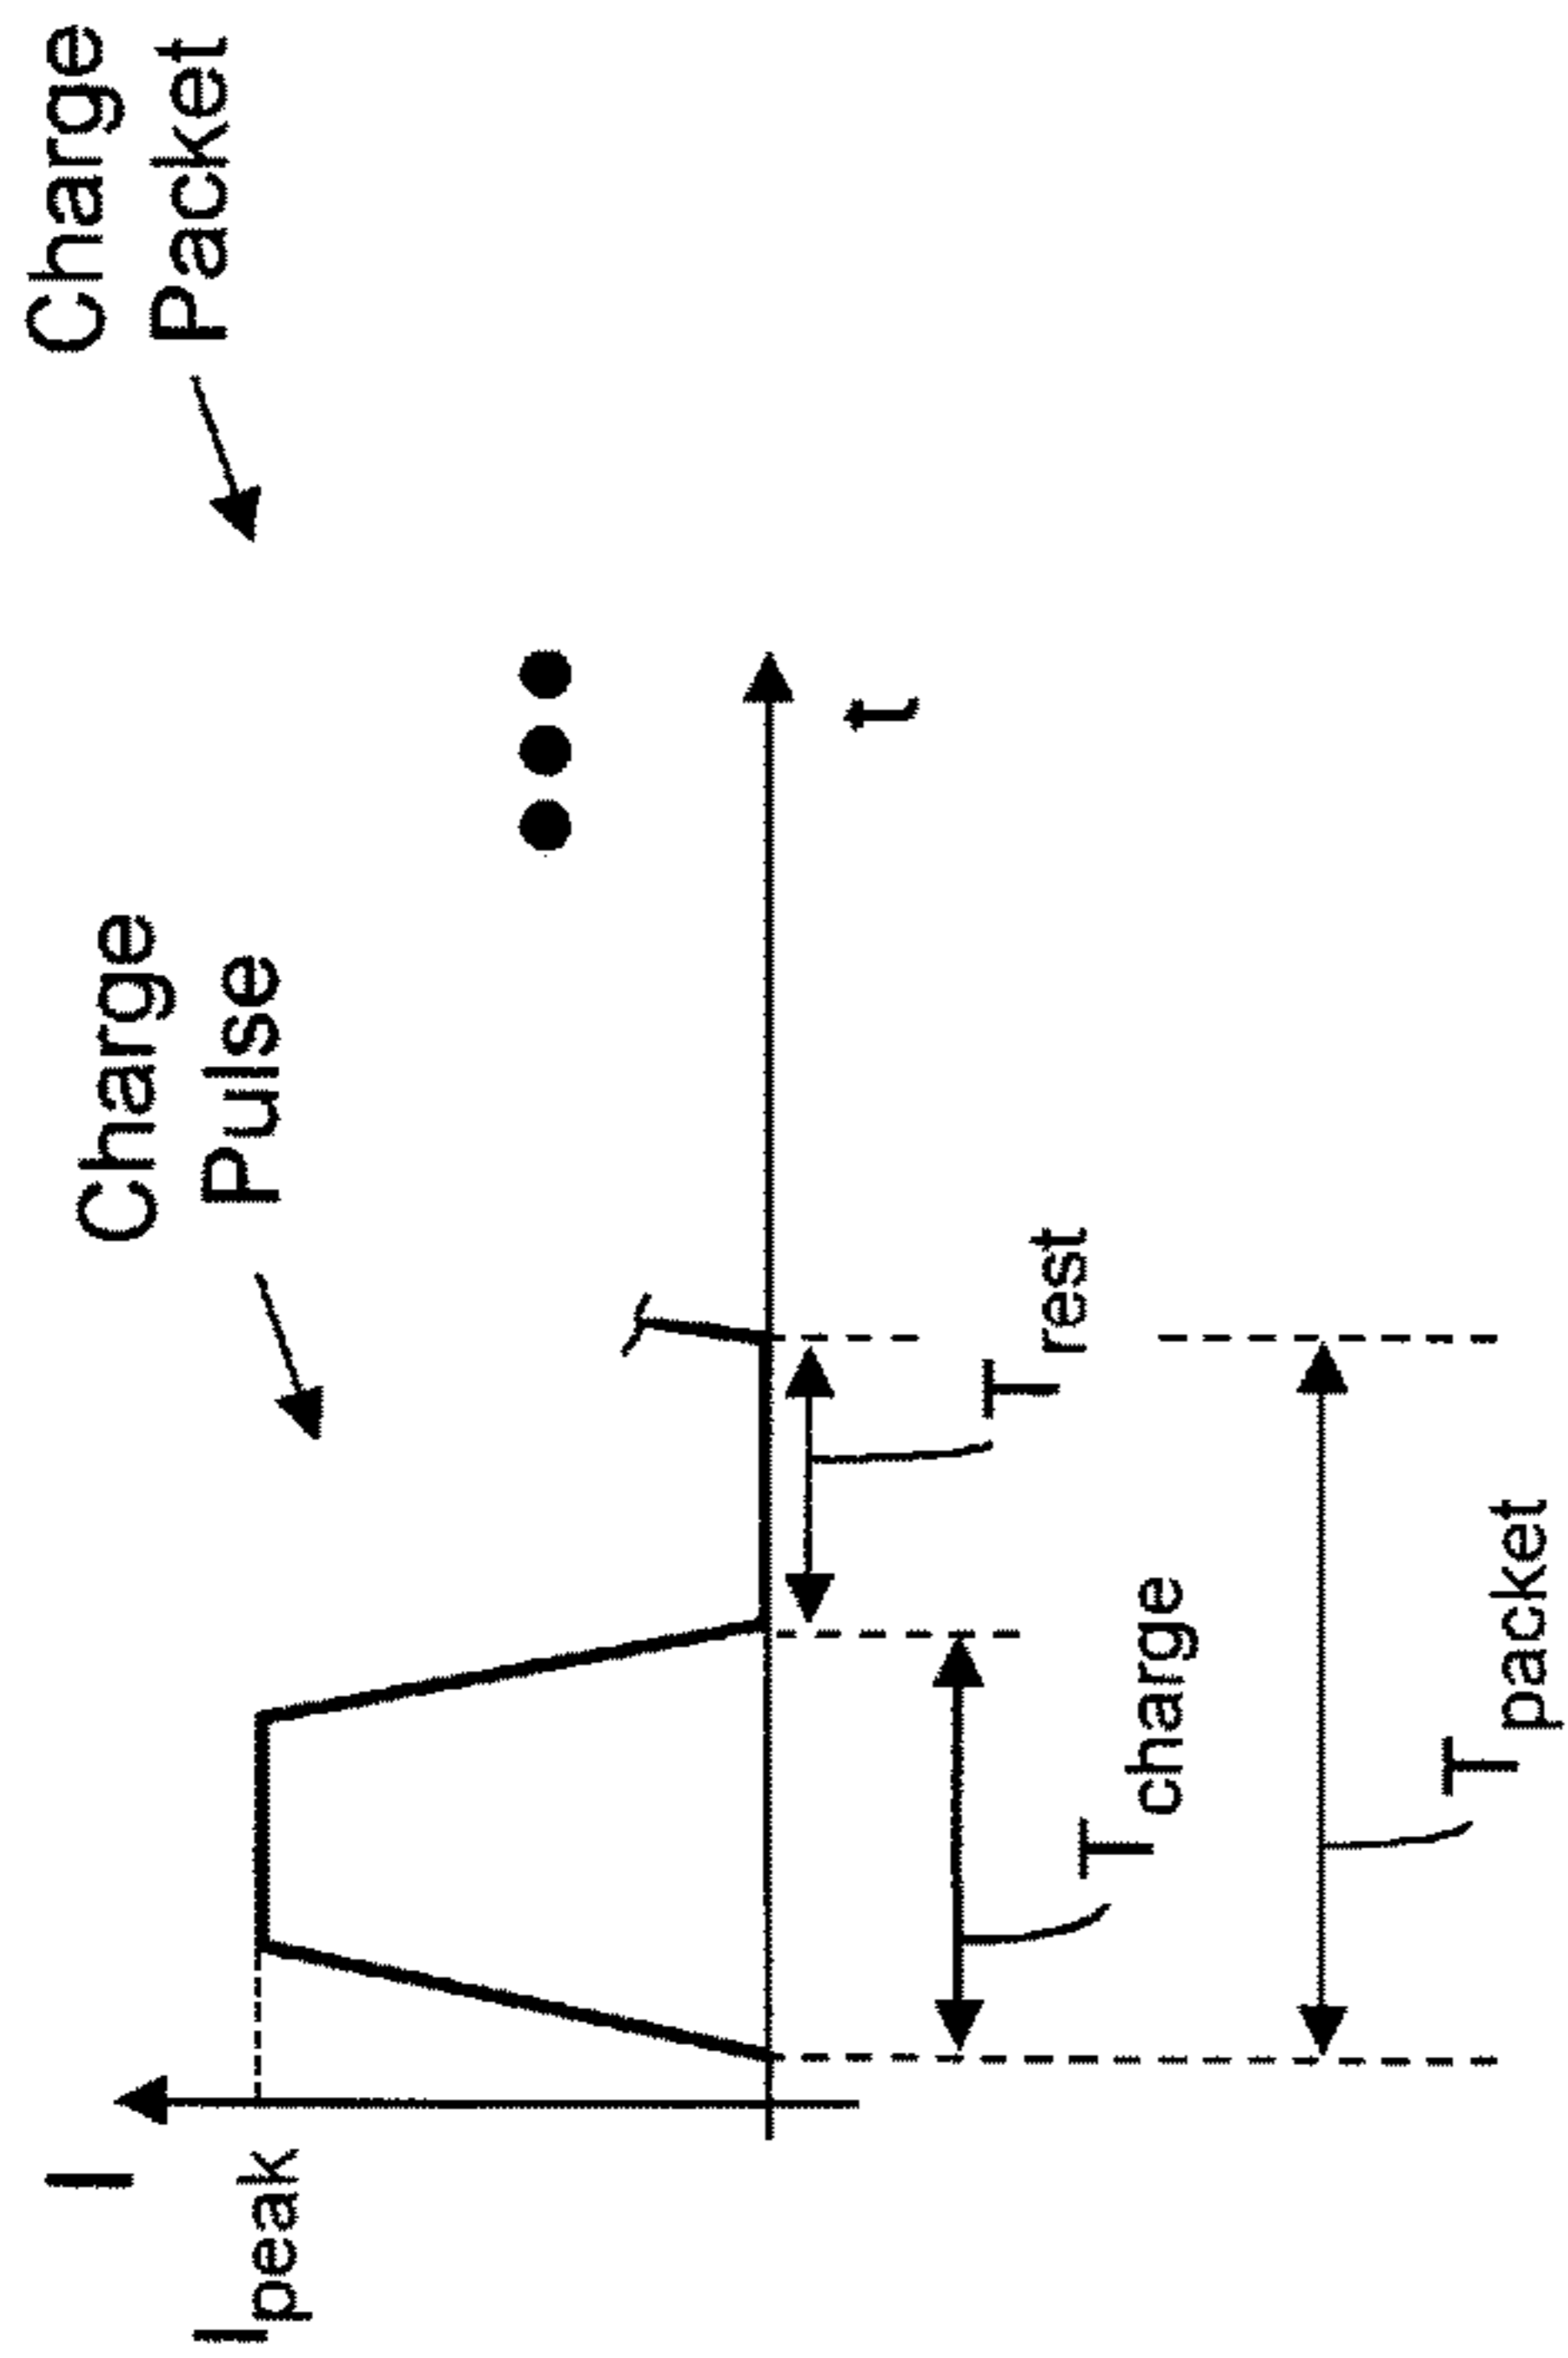 Charge
Packet
Charge
Pulse
I
Ipeak
t
Trest
Tcharge
Tpacket